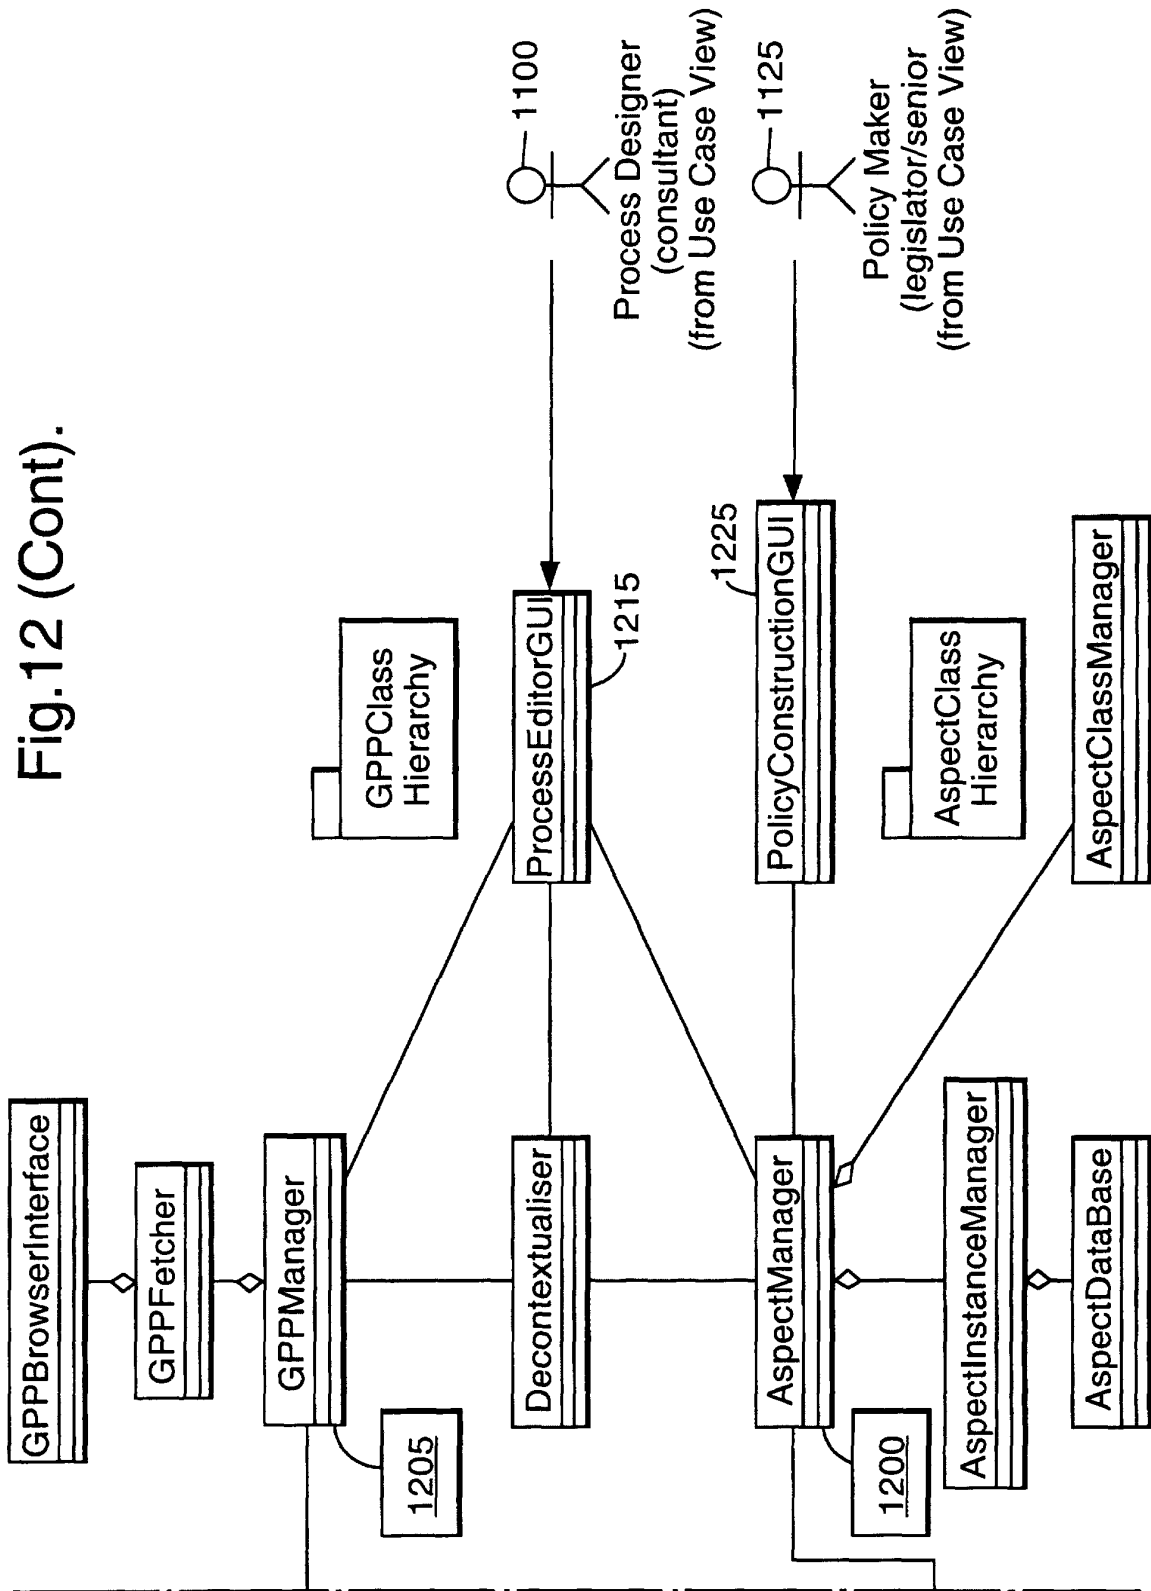 Fig.12 (Cont).
GPPBrowserInterface
GPPFetcher
GPPManager
1205
GPPClass
Hierarchy
Decontextualiser
ProcessEditorGUI
1215
1100
Process Designer
(consultant)
(from Use Case View)
AspectManager
1200
PolicyConstructionGUI
1225
1125
Policy Maker
(legislator/senior
(from Use Case View)
AspectClass
Hierarchy
AspectInstanceManager
AspectDataBase
AspectClassManager